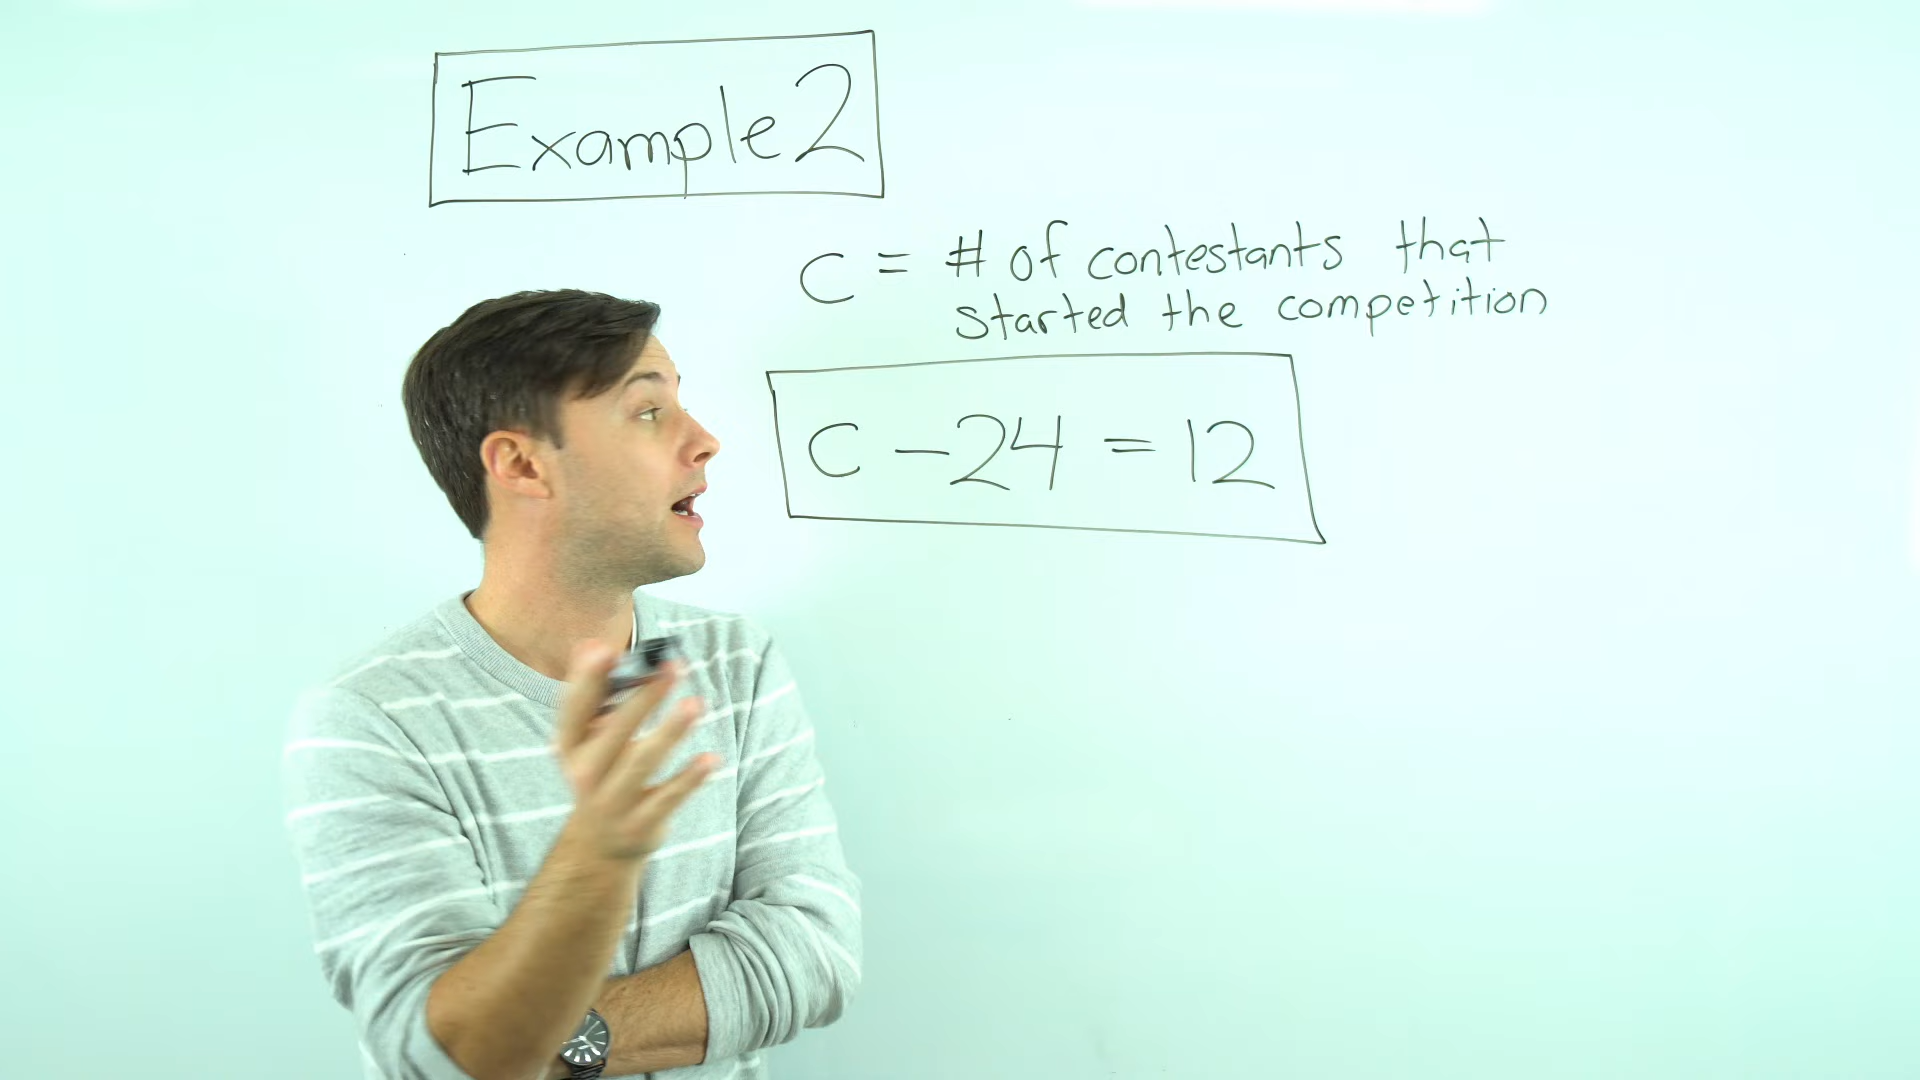 Example 2
C = # of contestants that
started the competition
C - 24 = 12